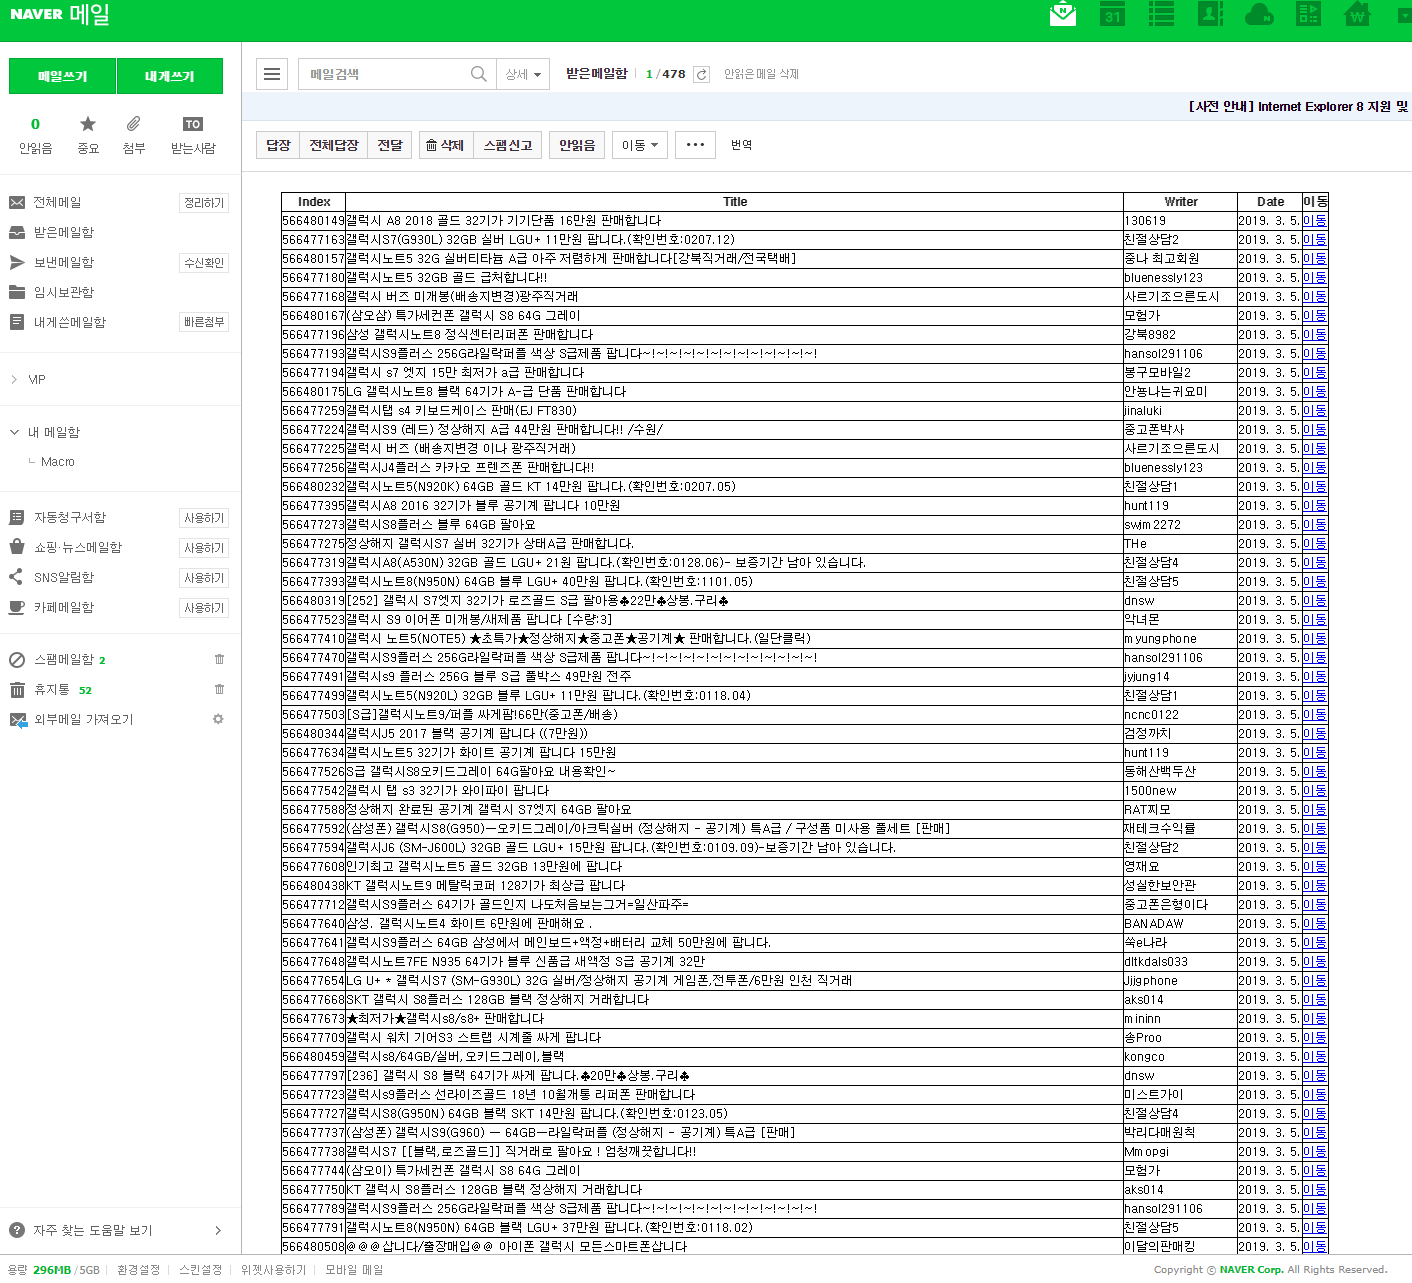 NAVER 메일
31
메일쓰기 내게쓰기
메일검색 상세 받은메일함 1 / 478 안읽은메일 삭제
[사전 안내] Internet Explorer 8 지원 및
0 TO
안읽음 중요 첨부 받는사람
답장 전체답장 전달 삭제 스팸신고 안읽음 이동 ••• 번역
전체메일 정리하기
받은메일함
보낸메일함 수신확인
임시보관함
내게쓴메일함 빠른첨부
VIP
내 메일함
Macro
자동청구서함 사용하기
쇼핑·뉴스메일함 사용하기
SNS알림함 사용하기
카페메일함 사용하기
스팸메일함 2
휴지통 52
외부메일 가져오기
자주 찾는 도움말 보기
Index Title Writer Date 이동
566480149 갤럭시 A8 2018 골드 32기가 기기단품 16만원 판매합니다 130619 2019. 3. 5. 이동
566477163 갤럭시S7(G930L) 32GB 실버 LGU+ 11만원 팝니다.(확인번호:0207.12) 친절상담2 2019. 3. 5. 이동
566480157 갤럭시노트5 32G 실버티타늄 A급 아주 저렴하게 판매합니다[강북직거래/전국택배] 중나 최고회원 2019. 3. 5. 이동
566477180 갤럭시노트5 32GB 골드 급처합니다!! bluenessly123 2019. 3. 5. 이동
566477168 갤럭시 버즈 미개봉(배송지변경)광주직거래 사르기조으른도시 2019. 3. 5. 이동
566480167 (삼오삼) 특가세컨폰 갤럭시 S8 64G 그레이 모험가 2019. 3. 5. 이동
566477196 삼성 갤럭시노트8 정식센터리퍼폰 판매합니다 강북8982 2019. 3. 5. 이동
566477193 갤럭시S9플러스 256G라일락퍼플 색상 S급제품 팝니다~!~!~!~!~!~!~!~!~!~!~!~!~! hansol291106 2019. 3. 5. 이동
566477194 갤럭시 s7 엣지 15만 최저가 a급 판매합니다 봉구모바일2 2019. 3. 5. 이동
566480175 LG 갤럭시노트8 블랙 64기가 A-급 단품 판매합니다 안농나는귀요미 2019. 3. 5. 이동
566477259 갤럭시탭 s4 키보드케이스 판매(EJ FT830) jinaluki 2019. 3. 5. 이동
566477224 갤럭시S9 (레드) 정상해지 A급 44만원 판매합니다!! /수원/ 중고폰박사 2019. 3. 5. 이동
566477225 갤럭시 버즈 (배송지변경 이나 광주직거래) 사르기조으른도시 2019. 3. 5. 이동
566477256 갤럭시J4플러스 카카오 프렌즈폰 판매합니다!! bluenessly123 2019. 3. 5. 이동
566480232 갤럭시노트5(N920K) 64GB 골드 KT 14만원 팝니다.(확인번호:0207.05) 친절상담1 2019. 3. 5. 이동
566477395 갤럭시A8 2016 32기가 블루 공기계 팝니다 10만원 hunt119 2019. 3. 5. 이동
566477273 갤럭시S8플러스 블루 64GB 팔아요 swjm2272 2019. 3. 5. 이동
566477275 정상해지 갤럭시S7 실버 32기가 상태A급 판매합니다. THe 2019. 3. 5. 이동
566477319 갤럭시A8(A530N) 32GB 골드 LGU+ 21원 팝니다.(확인번호:0128.06)- 보증기간 남아 있습니다. 친절상담4 2019. 3. 5. 이동
566477393 갤럭시노트8(N950N) 64GB 블루 LGU+ 40만원 팝니다.(확인번호:1101.05) 친절상담5 2019. 3. 5. 이동
566480319 [252] 갤럭시 S7엣지 32기가 로즈골드 S급 팔아용♣22만♣상봉.구리♣ dnsw 2019. 3. 5. 이동
566477523 갤럭시 S9 이어폰 미개봉/새제품 팝니다 [수량:3] 악녀몬 2019. 3. 5. 이동
566477410 갤럭시 노트5(NOTE5) ★초특가★정상해지★중고폰★공기계★ 판매합니다.(일단클릭) myungphone 2019. 3. 5. 이동
566477470 갤럭시S9플러스 256G라일락퍼플 색상 S급제품 팝니다~!~!~!~!~!~!~!~!~!~!~!~!~! hansol291106 2019. 3. 5. 이동
566477491 갤럭시s9 플러스 256G 블루 S급 풀박스 49만원 전주 jyjung14 2019. 3. 5. 이동
566477499 갤럭시노트5(N920L) 32GB 블루 LGU+ 11만원 팝니다.(확인번호:0118.04) 친절상담1 2019. 3. 5. 이동
566477503 [S급]갤럭시노트9/퍼플 싸게팜!66만(중고폰/배송) ncnc0122 2019. 3. 5. 이동
566480344 갤럭시J5 2017 블랙 공기계 팝니다 ((7만원)) 검정까치 2019. 3. 5. 이동
566477634 갤럭시노트5 32기가 화이트 공기계 팝니다 15만원 hunt119 2019. 3. 5. 이동
566477526 S급 갤럭시S8오키드그레이 64G팔아요 내용확인~ 동해산백두산 2019. 3. 5. 이동
566477542 갤럭시 탭 s3 32기가 와이파이 팝니다 1500new 2019. 3. 5. 이동
566477588 정상해지 완료된 공기계 갤럭시 S7엣지 64GB 팔아요 RAT찌모 2019. 3. 5. 이동
566477592 (삼성폰) 갤럭시S8(G950)ㅡ오키드그레이/아크틱실버 (정상해지 - 공기계) 특A급 / 구성품 미사용 풀세트 [판매] 재테크수익률 2019. 3. 5. 이동
566477594 갤럭시J6 (SM-J600L) 32GB 골드 LGU+ 15만원 팝니다.(확인번호:0109.09)-보증기간 남아 있습니다. 친절상담2 2019. 3. 5. 이동
566477608 인기최고 갤럭시노트5 골드 32GB 13만원에 팝니다 영재요 2019. 3. 5. 이동
566480438 KT 갤럭시노트9 메탈릭코퍼 128기가 최상급 팝니다 성실한보안관 2019. 3. 5. 이동
566477712 갤럭시S9플러스 64기가 골드인지 나도처음보는그거=일산파주= 중고폰은형이다 2019. 3. 5. 이동
566477640 삼성. 갤럭시노트4 화이트 6만원에 판매해요 . BANADAW 2019. 3. 5. 이동
566477641 갤럭시S9플러스 64GB 삼성에서 메인보드+액정+배터리 교체 50만원에 팝니다. 쑥e나라 2019. 3. 5. 이동
566477648 갤럭시노트7FE N935 64기가 블루 신품급 새액정 S급 공기계 32만 dltkdals033 2019. 3. 5. 이동
566477654 LG U+ * 갤럭시S7 (SM-G930L) 32G 실버/정상해지 공기계 게임폰,전투폰/6만원 인천 직거래 Jjjgphone 2019. 3. 5. 이동
566477668 SKT 갤럭시 S8플러스 128GB 블랙 정상해지 거래합니다 aks014 2019. 3. 5. 이동
566477673 ★최저가★갤럭시s8/s8+ 판매합니다 mininn 2019. 3. 5. 이동
566477709 갤럭시 워치 기어S3 스트랩 시계줄 싸게 팝니다 송Proo 2019. 3. 5. 이동
566480459 갤럭시s8/64GB/실버,오키드그레이,블랙 kongco 2019. 3. 5. 이동
566477797 [236] 갤럭시 S8 블랙 64기가 싸게 팝니다.♣20만♣상봉.구리♣ dnsw 2019. 3. 5. 이동
566477723 갤럭시s9플러스 선라이즈골드 18년 10월개통 리퍼폰 판매합니다 미스트가이 2019. 3. 5. 이동
566477727 갤럭시S8(G950N) 64GB 블랙 SKT 14만원 팝니다.(확인번호:0123.05) 친절상담4 2019. 3. 5. 이동
566477737 (삼성폰) 갤럭시S9(G960) ㅡ 64GBㅡ라일락퍼플 (정상해지 - 공기계) 특A급 [판매] 박리다매원칙 2019. 3. 5. 이동
566477738 갤럭시S7 [[블랙,로즈골드]] 직거래로 팔아요 ! 엄청깨끗합니다!! Mmopgi 2019. 3. 5. 이동
566477744 (삼오이) 특가세컨폰 갤럭시 S8 64G 그레이 모험가 2019. 3. 5. 이동
566477750 KT 갤럭시 S8플러스 128GB 블랙 정상해지 거래합니다 aks014 2019. 3. 5. 이동
566477789 갤럭시S9플러스 256G라일락퍼플 색상 S급제품 팝니다~!~!~!~!~!~!~!~!~!~!~!~!~! hansol291106 2019. 3. 5. 이동
566477791 갤럭시노트8(N950N) 64GB 블랙 LGU+ 37만원 팝니다.(확인번호:0118.02) 친절상담5 2019. 3. 5. 이동
566480508 @@@삽니다/출장매입@@ 아이폰 갤럭시 모든스마트폰삽니다 이달의판매킹 2019. 3. 5. 이동
용량 296MB / 5GB 환경설정 스킨설정 위젯사용하기 모바일 메일
Copyright © NAVER Corp. All Rights Reserved.